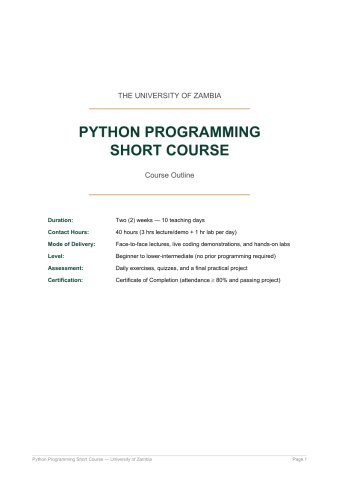 THE UNIVERSITY OF ZAMBIA
PYTHON PROGRAMMING
SHORT COURSE
Course Outline
Duration: Two (2) weeks — 10 teaching days
Contact Hours: 40 hours (3 hrs lecture/demo + 1 hr lab per day)
Mode of Delivery: Face-to-face lectures, live coding demonstrations, and hands-on labs
Level: Beginner to lower-intermediate (no prior programming required)
Assessment: Daily exercises, quizzes, and a final practical project
Certification: Certificate of Completion (attendance ≥ 80% and passing project)
Python Programming Short Course — University of Zambia Page 1